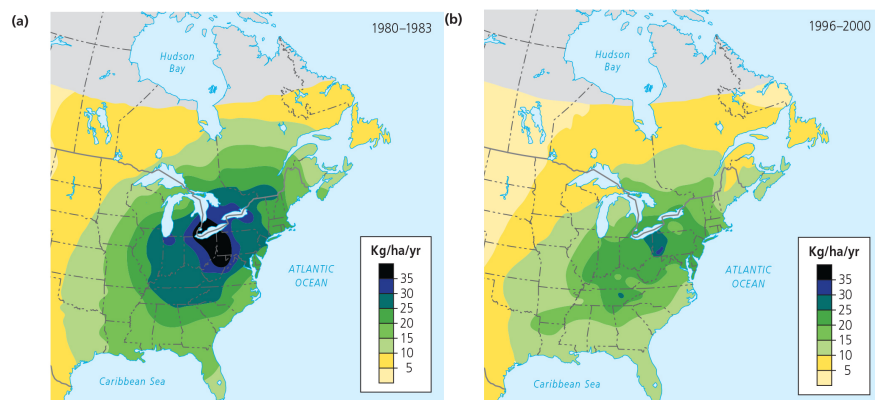 (a)
1980–1983
Hudson
Bay
ATLANTIC
OCEAN
Caribbean Sea
Kg/ha/yr
35
30
25
20
15
10
5
(b)
1996–2000
Hudson
Bay
ATLANTIC
OCEAN
Caribbean Sea
Kg/ha/yr
35
30
25
20
15
10
5